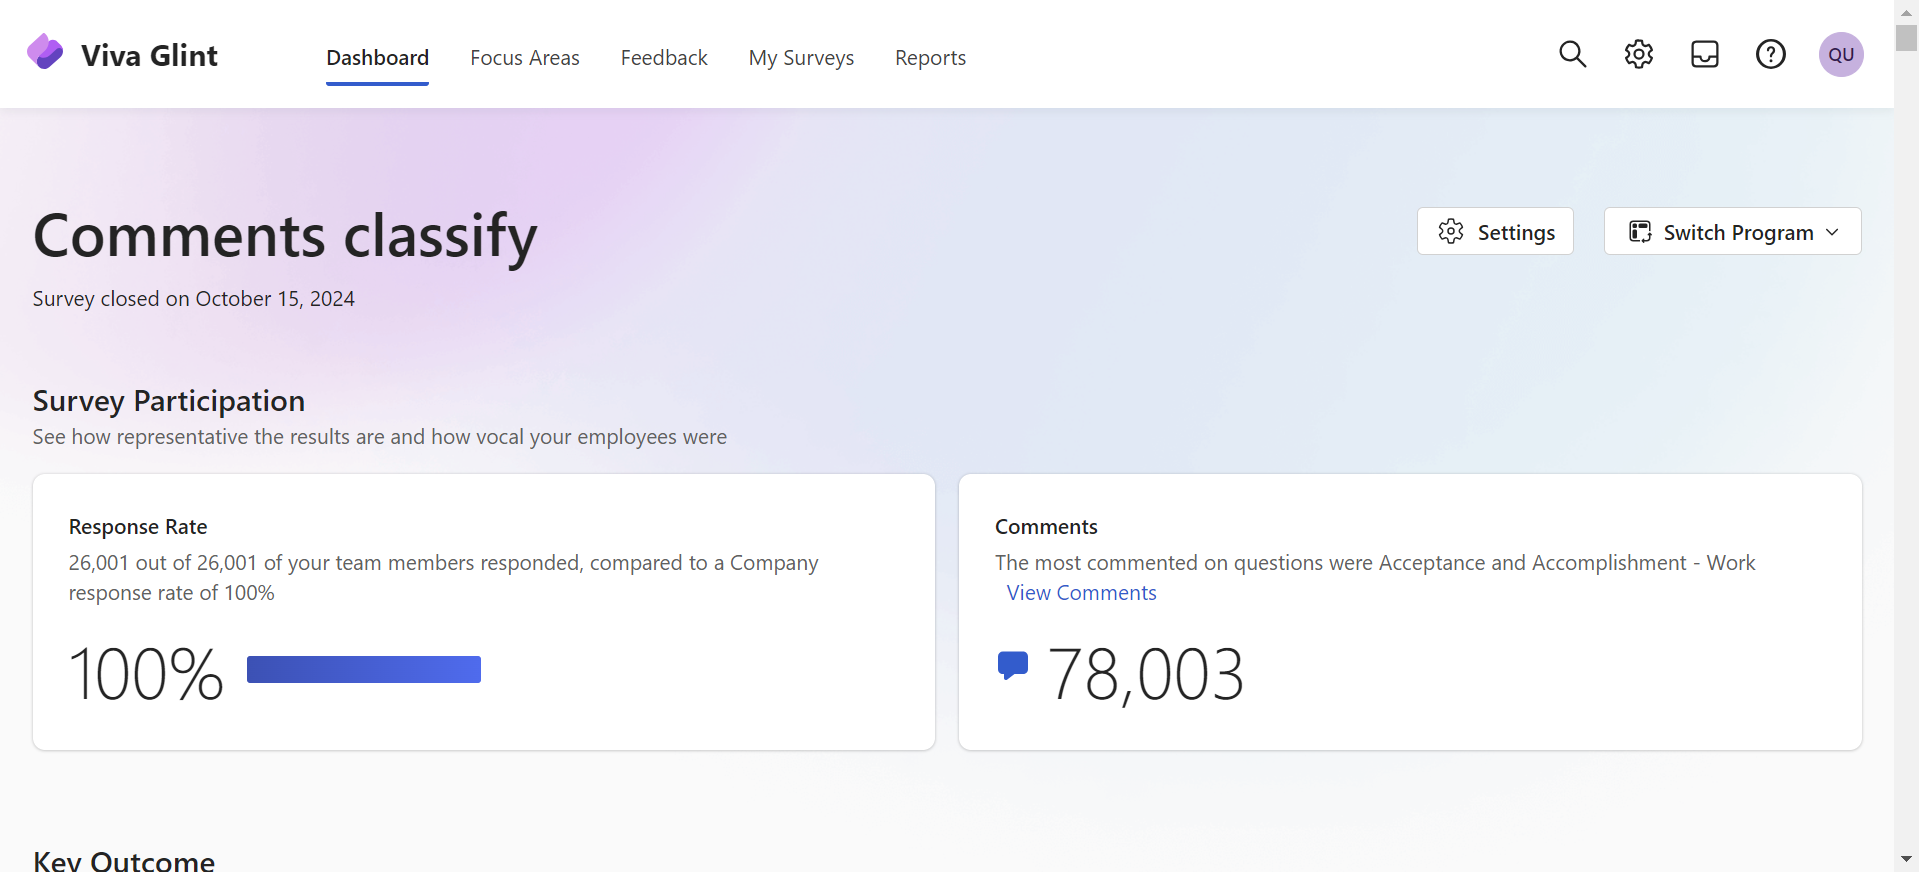 Viva Glint
Dashboard
Focus Areas
Feedback
My Surveys
Reports
QU
Comments classify
Settings
Switch Program
Survey closed on October 15, 2024
Survey Participation
See how representative the results are and how vocal your employees were
Response Rate
26,001 out of 26,001 of your team members responded, compared to a Company
response rate of 100%
100%
Comments
The most commented on questions were Acceptance and Accomplishment - Work
View Comments
78,003
Key Outcome